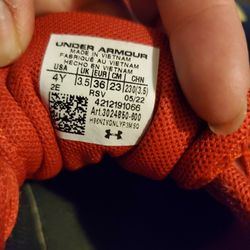 UNDER ARMOUR
MADE IN VIETNAM
FABRIQUÉ AU VIETNAM
HECHO EN VIETNAM
USA UK EUR CM CHN
4Y 3.5 36 23 230(3.5)
2E RSV 05/22
4212191066
Art.3024850-600